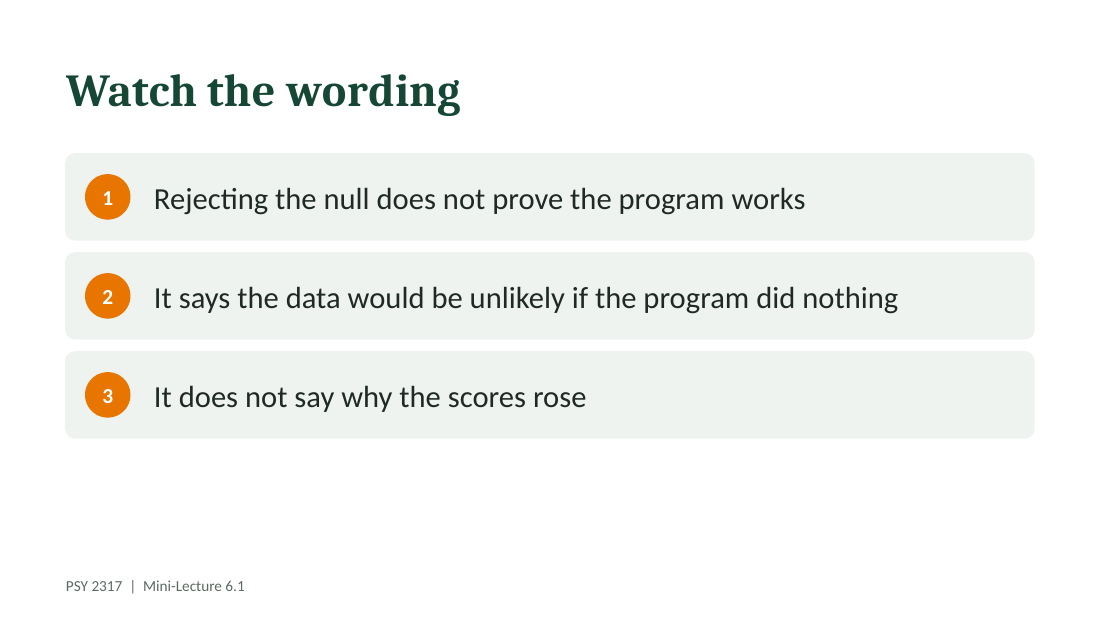 Watch the wording
1 Rejecting the null does not prove the program works
2 It says the data would be unlikely if the program did nothing
3 It does not say why the scores rose
PSY 2317 | Mini-Lecture 6.1